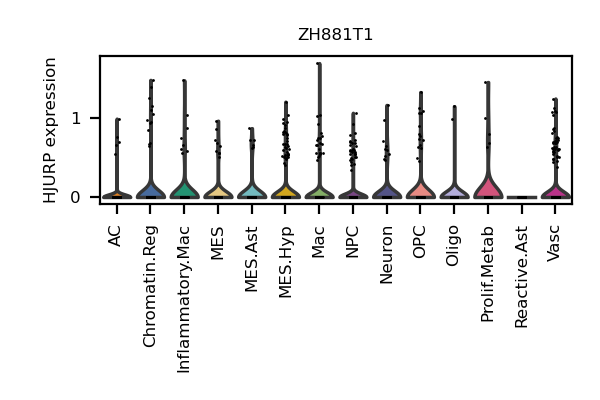 ZH881T1
HJURP expression
1
0
AC
Chromatin.Reg
Inflammatory.Mac
MES
MES.Ast
MES.Hyp
Mac
NPC
Neuron
OPC
Oligo
Prolif.Metab
Reactive.Ast
Vasc